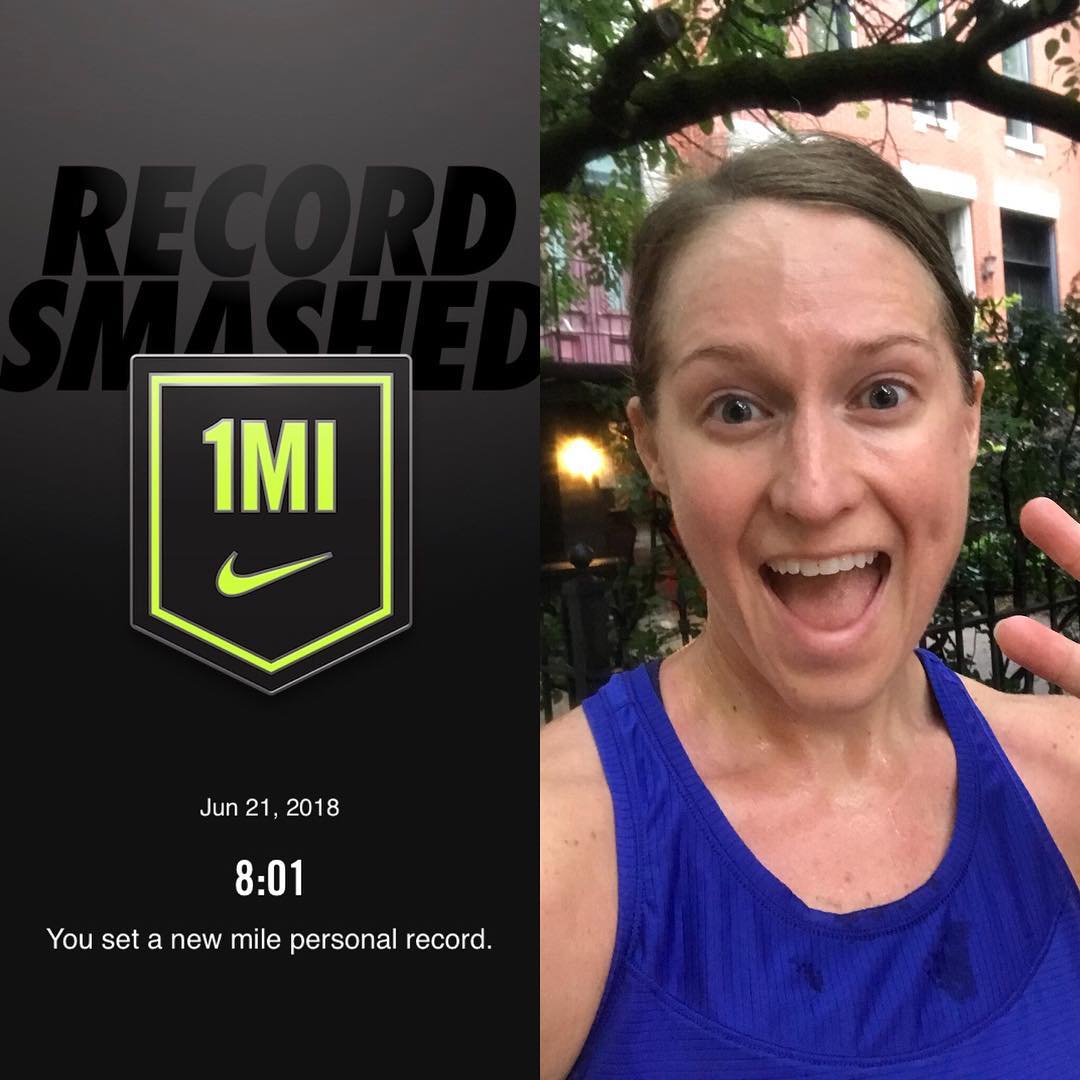 RECORD
SMASHED
1MI
Jun 21, 2018
8:01
You set a new mile personal record.